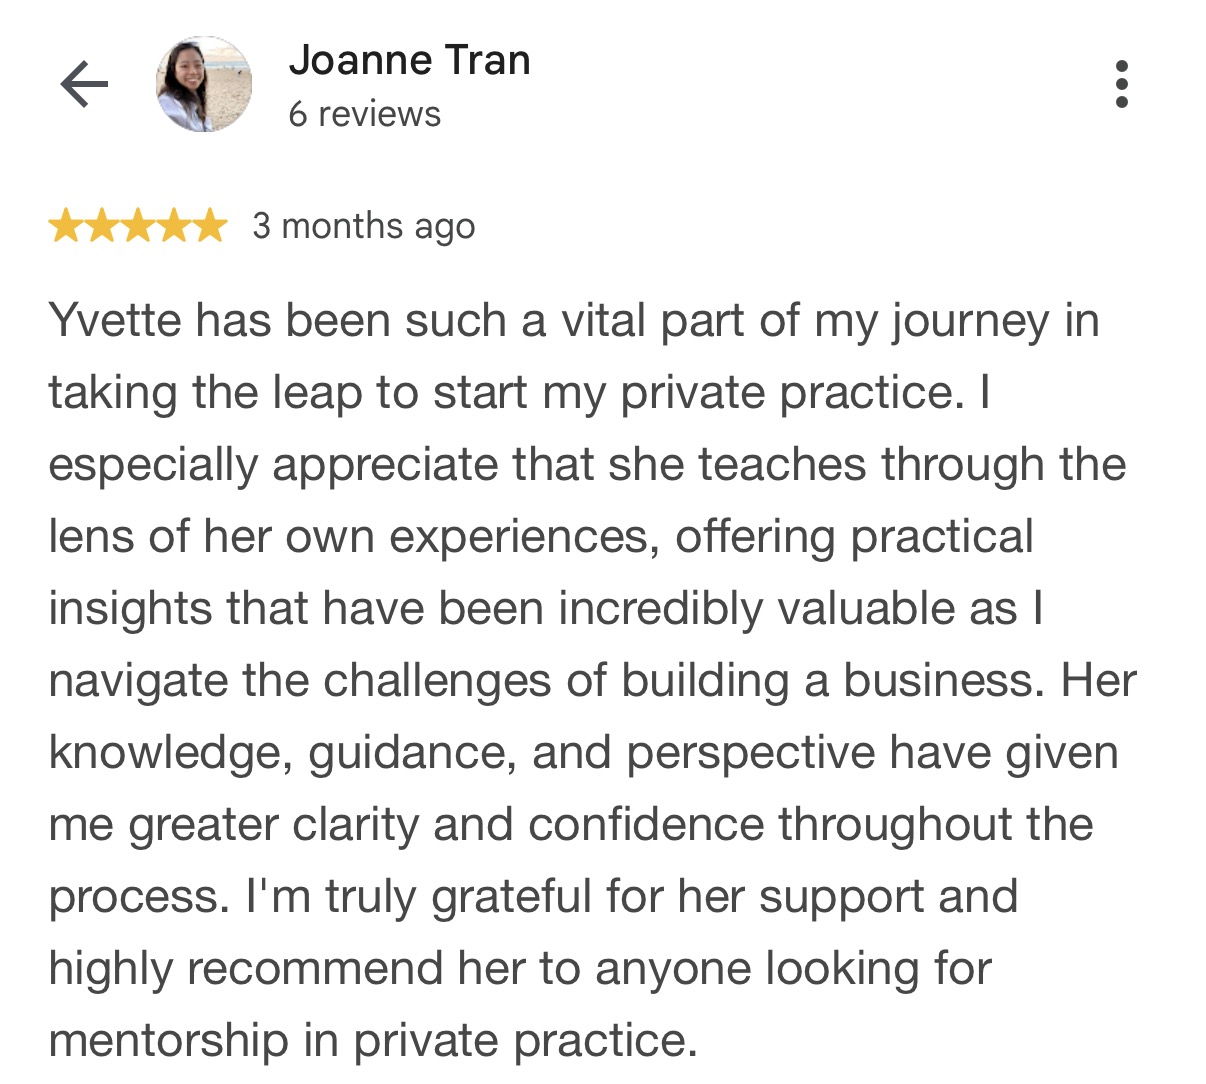 Joanne Tran
6 reviews
3 months ago
Yvette has been such a vital part of my journey in
taking the leap to start my private practice. I
especially appreciate that she teaches through the
lens of her own experiences, offering practical
insights that have been incredibly valuable as I
navigate the challenges of building a business. Her
knowledge, guidance, and perspective have given
me greater clarity and confidence throughout the
process. I'm truly grateful for her support and
highly recommend her to anyone looking for
mentorship in private practice.